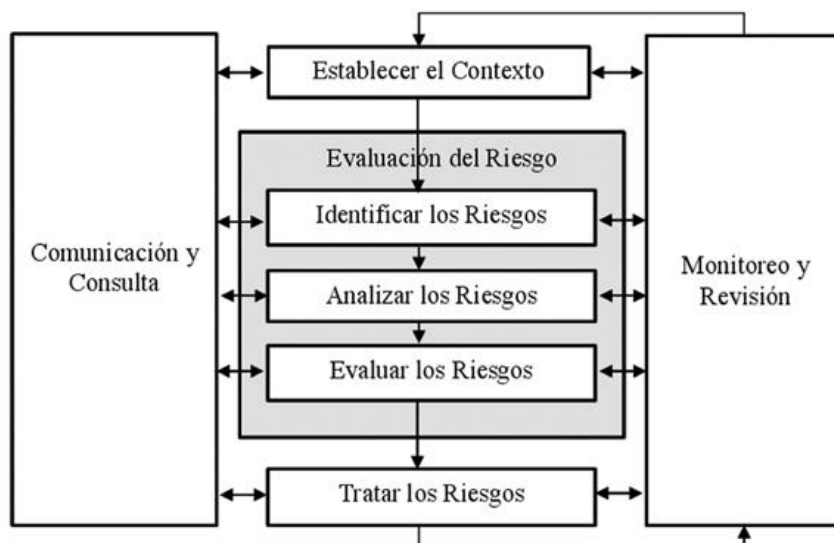 Establecer el Contexto
Evaluación del Riesgo
Identificar los Riesgos
Comunicación y
Consulta
Analizar los Riesgos
Monitoreo y
Revisión
Evaluar los Riesgos
Tratar los Riesgos